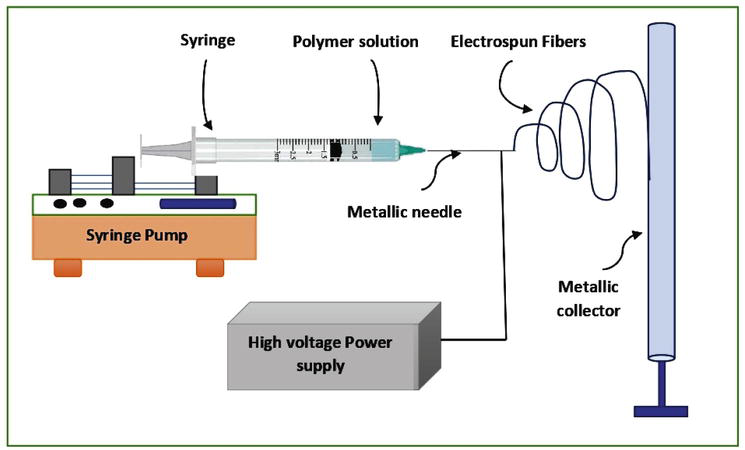 Syringe
Polymer solution
Electrospun Fibers
Metallic needle
Syringe Pump
Metallic
collector
High voltage Power
supply